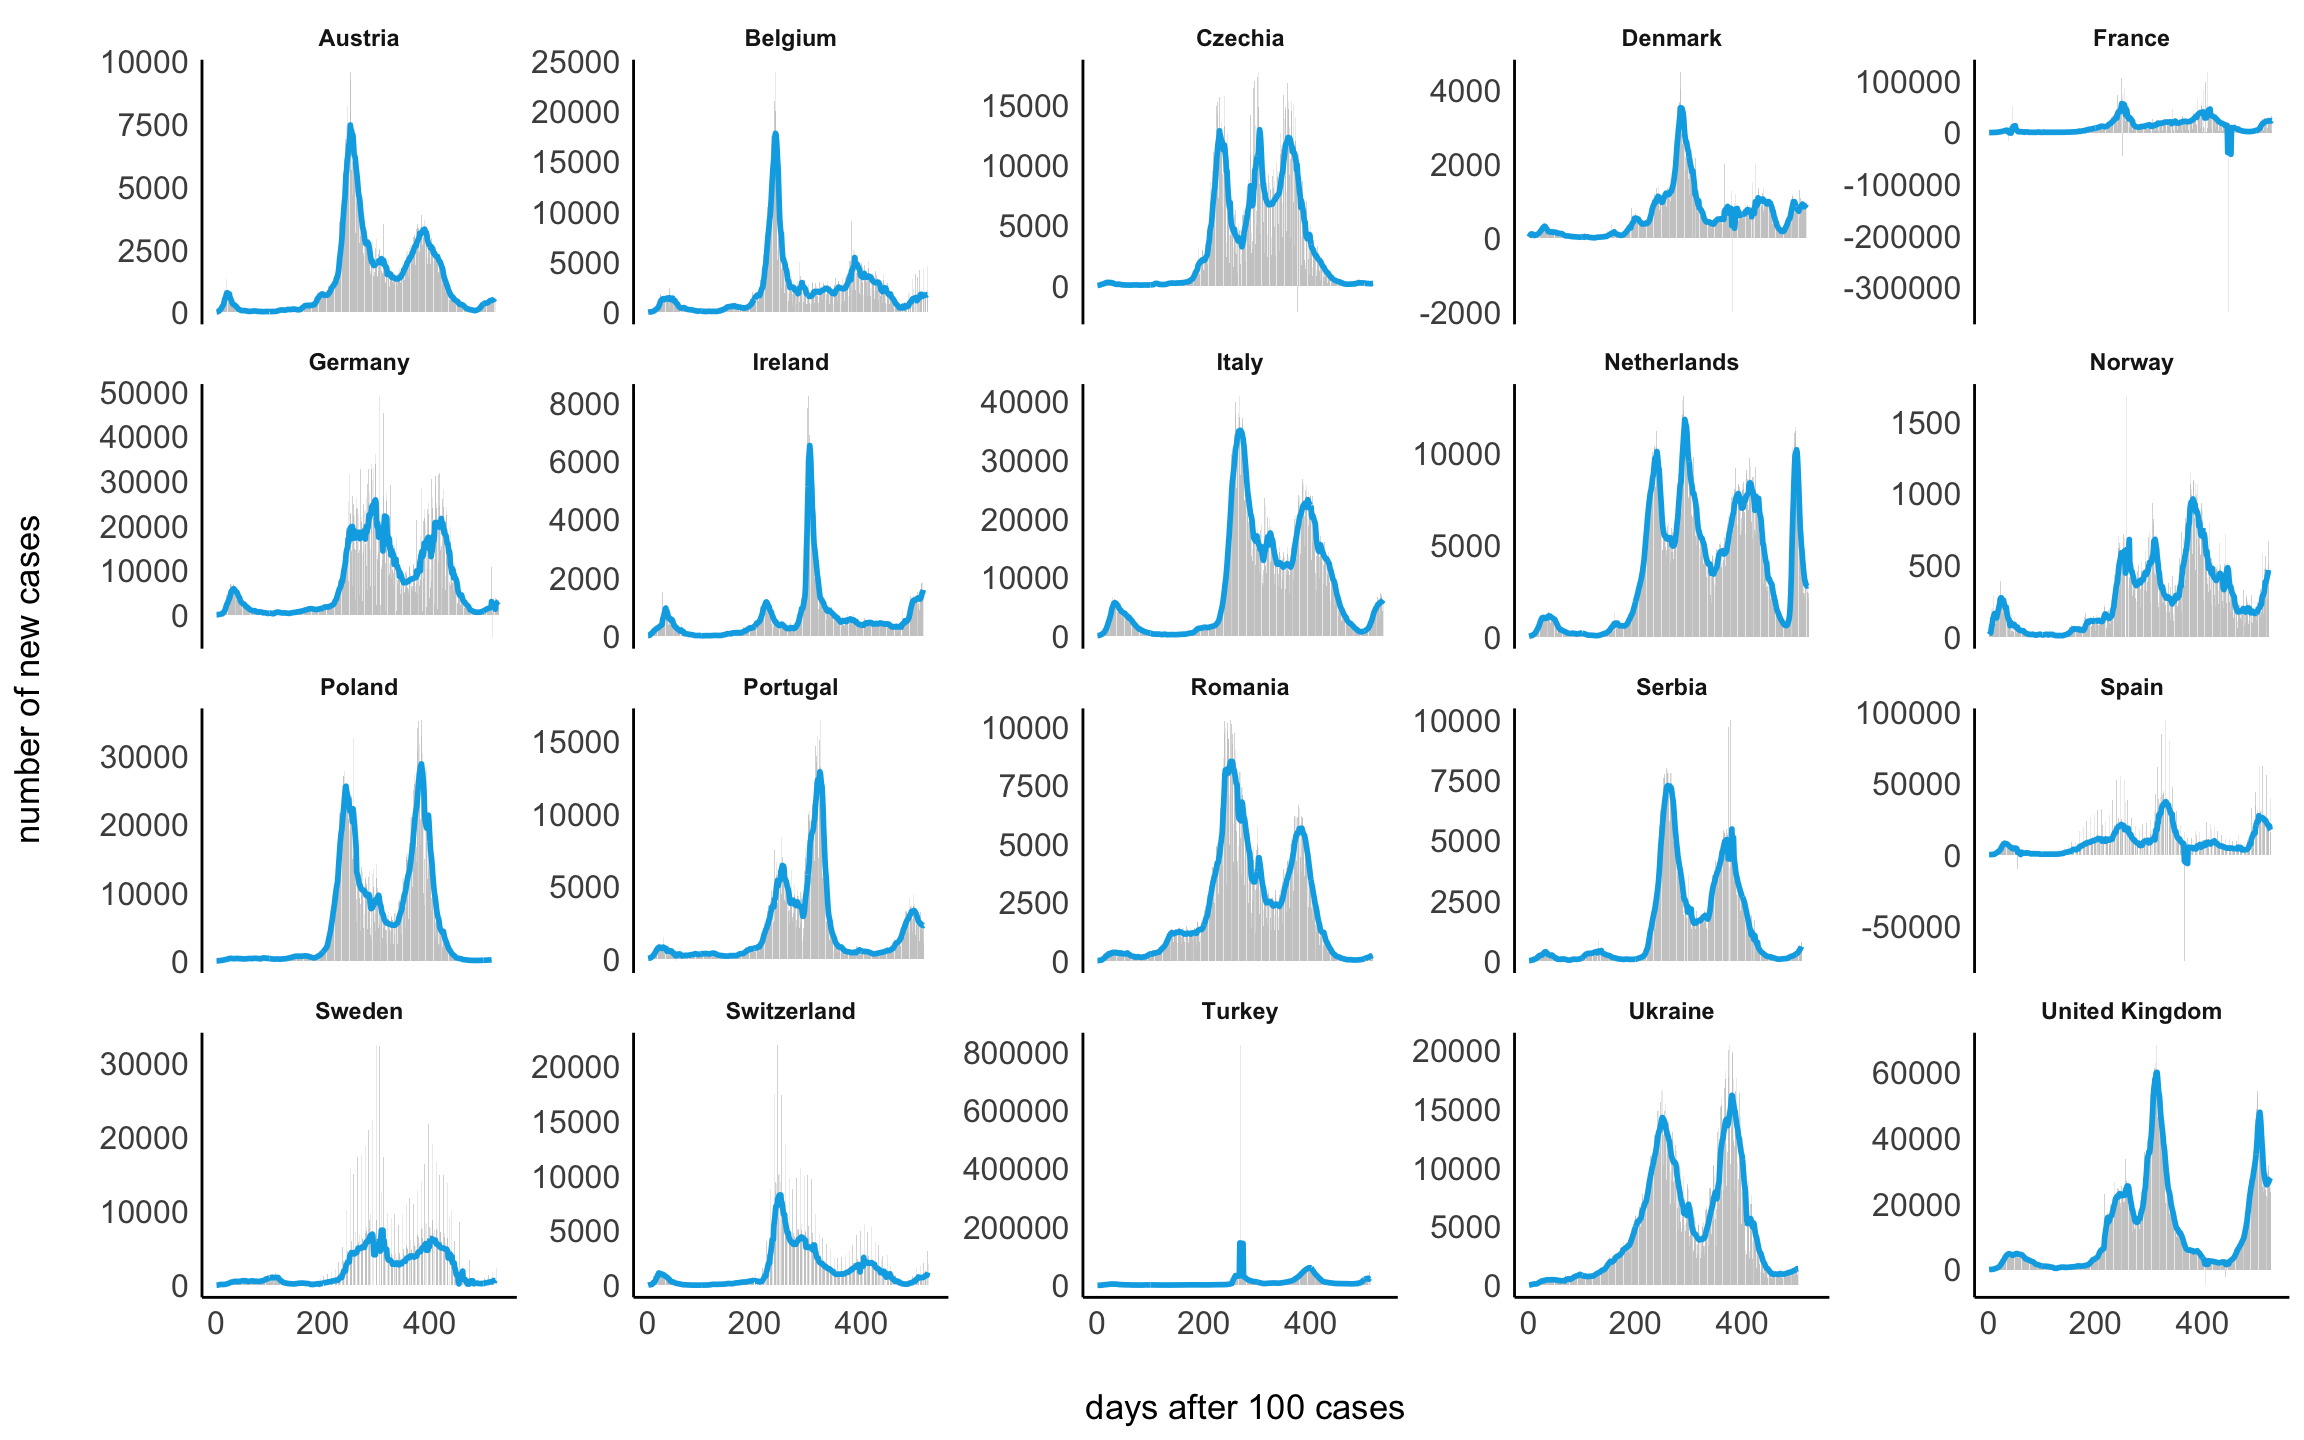 Austria Belgium Czechia Denmark France
10000 7500 5000 2500 0
25000 20000 15000 10000 5000 0
15000 10000 5000 0
4000 2000 0 -2000
100000 0 -100000 -200000 -300000
Germany Ireland Italy Netherlands Norway
50000 40000 30000 20000 10000 0
8000 6000 4000 2000 0
40000 30000 20000 10000 0
10000 5000 0
1500 1000 500 0
Poland Portugal Romania Serbia Spain
30000 20000 10000 0
15000 10000 5000 0
10000 7500 5000 2500 0
10000 7500 5000 2500 0
100000 50000 0 -50000
Sweden Switzerland Turkey Ukraine United Kingdom
30000 20000 10000 0
20000 15000 10000 5000 0
800000 600000 400000 200000 0
20000 15000 10000 5000 0
60000 40000 20000 0
0 200 400 0 200 400 0 200 400 0 200 400 0 200 400
number of new cases
days after 100 cases